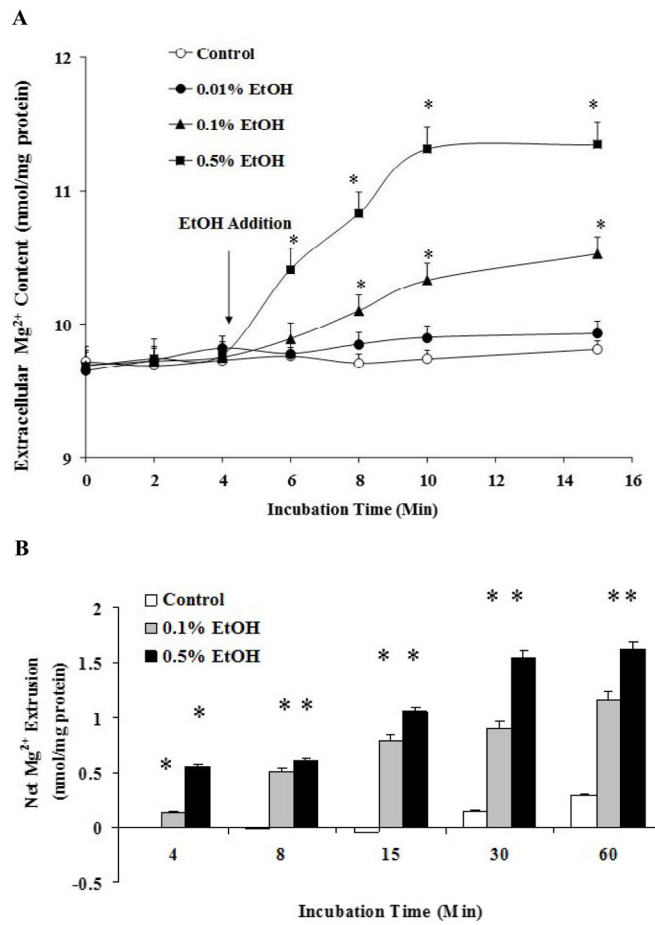 A
Control
0.01% EtOH
0.1% EtOH
0.5% EtOH
EtOH Addition
Extracellular Mg²⁺ Content (nmol/mg protein)
12
11
10
9
0 2 4 6 8 10 12 14 16
* * * * * * *
Incubation Time (Min)
B
Control
0.1% EtOH
0.5% EtOH
Net Mg²⁺ Extrusion
(nmol/mg protein)
2
1.5
1
0.5
0
-0.5
* * * * * * * * * *
4 8 15 30 60
Incubation Time (Min)